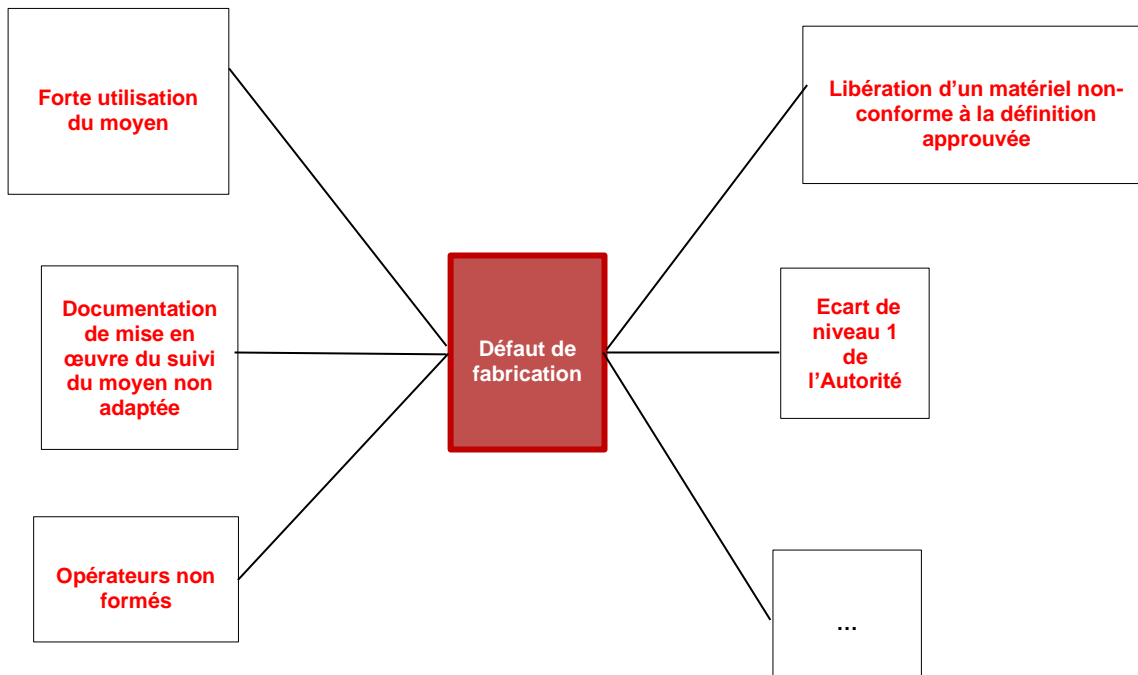 Forte utilisation
du moyen
Documentation
de mise en
œuvre du suivi
du moyen non
adaptée
Opérateurs non
formés
Défaut de
fabrication
Libération d’un matériel non-
conforme à la définition
approuvée
Ecart de
niveau 1
de
l’Autorité
...